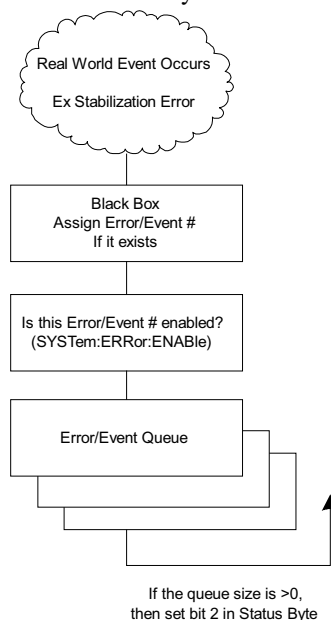 Real World Event Occurs
Ex Stabilization Error
Black Box
Assign Error/Event #
If it exists
Is this Error/Event # enabled?
(SYSTem:ERRor:ENABle)
Error/Event Queue
If the queue size is >0,
then set bit 2 in Status Byte